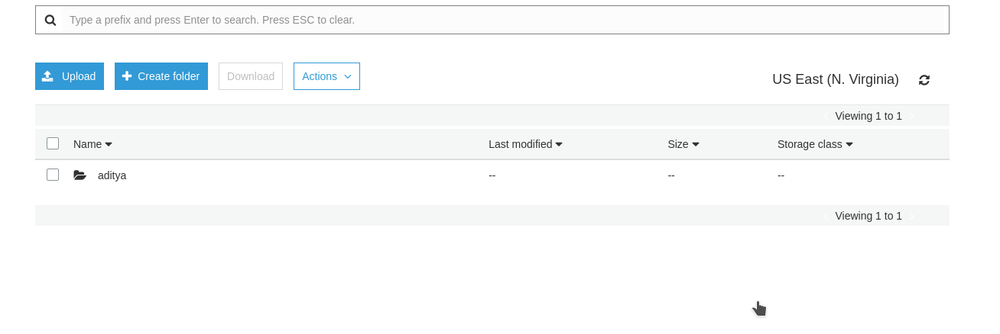 Type a prefix and press Enter to search. Press ESC to clear.
Upload Create folder Download Actions US East (N. Virginia)
Viewing 1 to 1
Name Last modified Size Storage class
aditya -- -- --
Viewing 1 to 1